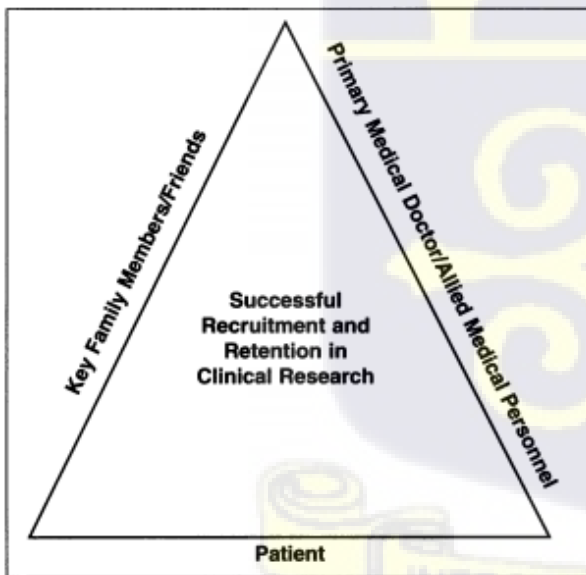 Key Family Members/Friends
Primary Medical Doctor/Allied Medical Personnel
Successful
Recruitment and
Retention in
Clinical Research
Patient